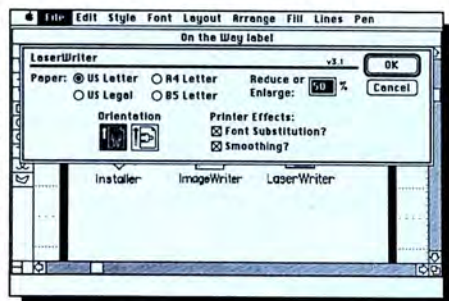 File Edit Style Font Layout Arrange Fill Lines Pen
On the Way label
LaserWriter v3.1 OK
Paper: US Letter A4 Letter Reduce or Enlarge: 50 % Cancel
US Legal B5 Letter
Orientation Printer Effects:
Font Substitution?
Smoothing?
Installer ImageWriter LaserWriter